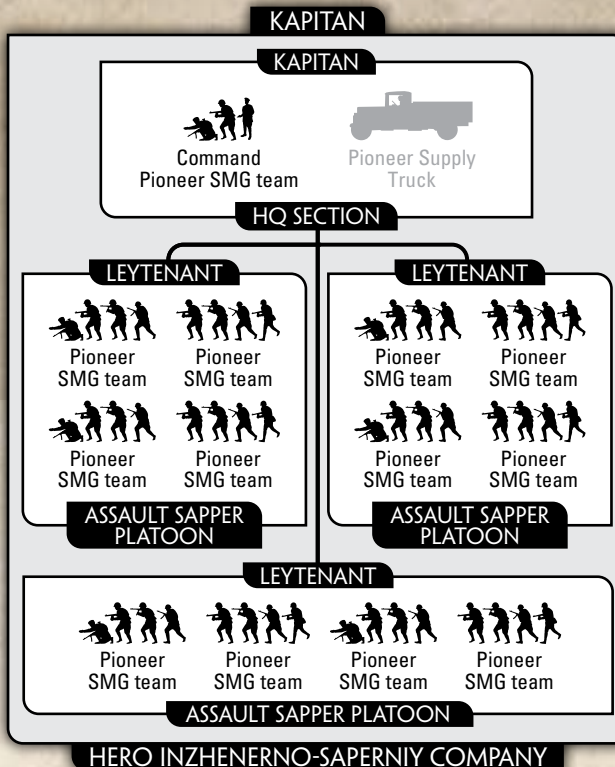 KAPITAN
KAPITAN
Command
Pioneer SMG team
Pioneer Supply
Truck
HQ SECTION
LEYTENANT
Pioneer
SMG team
Pioneer
SMG team
Pioneer
SMG team
Pioneer
SMG team
ASSAULT SAPPER
PLATOON
LEYTENANT
Pioneer
SMG team
Pioneer
SMG team
Pioneer
SMG team
Pioneer
SMG team
ASSAULT SAPPER
PLATOON
LEYTENANT
Pioneer
SMG team
Pioneer
SMG team
Pioneer
SMG team
Pioneer
SMG team
ASSAULT SAPPER PLATOON
HERO INZHENERNO-SAPERNIY COMPANY